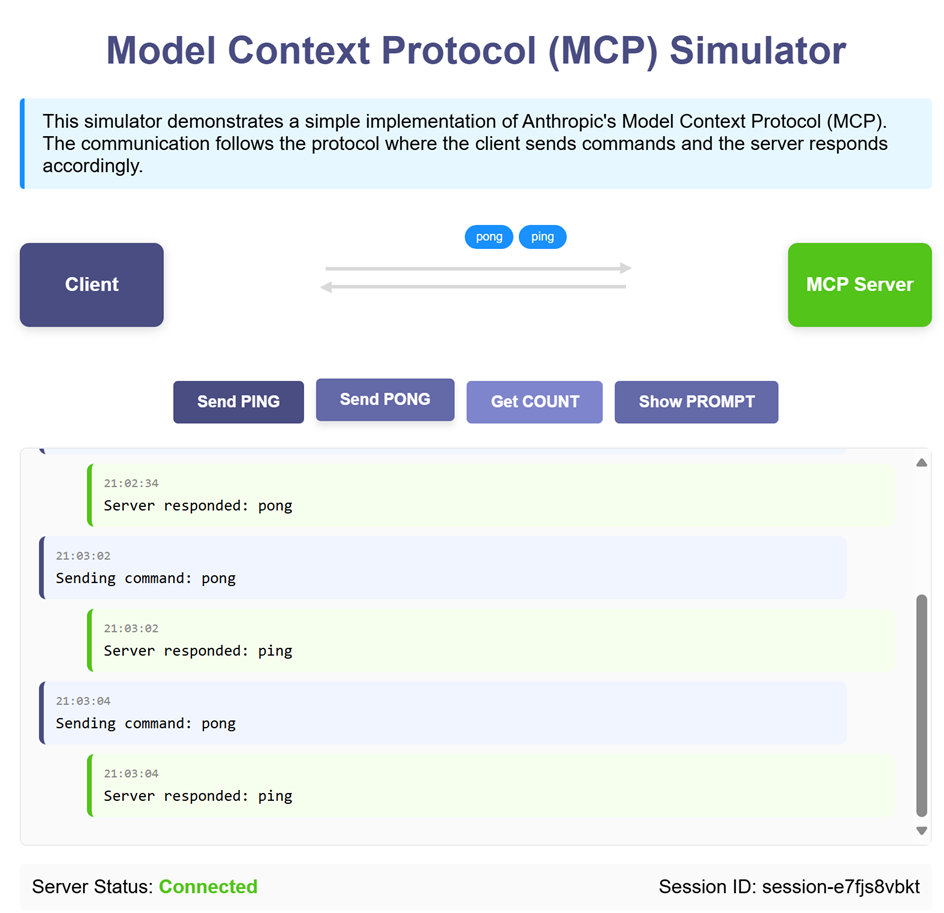 Model Context Protocol (MCP) Simulator
This simulator demonstrates a simple implementation of Anthropic's Model Context Protocol (MCP).
The communication follows the protocol where the client sends commands and the server responds
accordingly.
pong ping
Client
MCP Server
Send PING Send PONG Get COUNT Show PROMPT
21:02:34
Server responded: pong
21:03:02
Sending command: pong
21:03:02
Server responded: ping
21:03:04
Sending command: pong
21:03:04
Server responded: ping
Server Status: Connected Session ID: session-e7fjs8vbkt